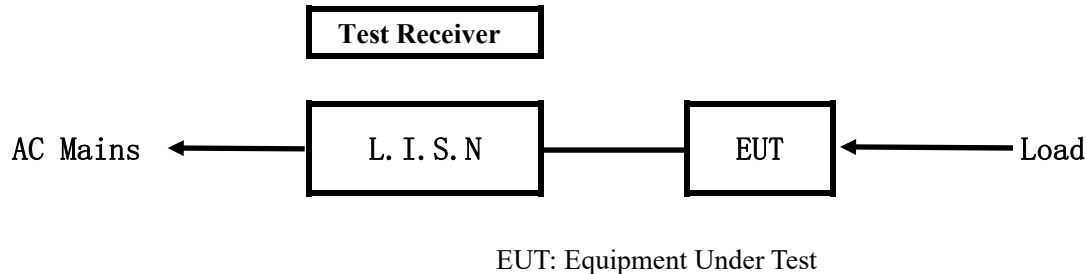 Test Receiver
AC Mains
L.I.S.N
EUT
Load
EUT: Equipment Under Test